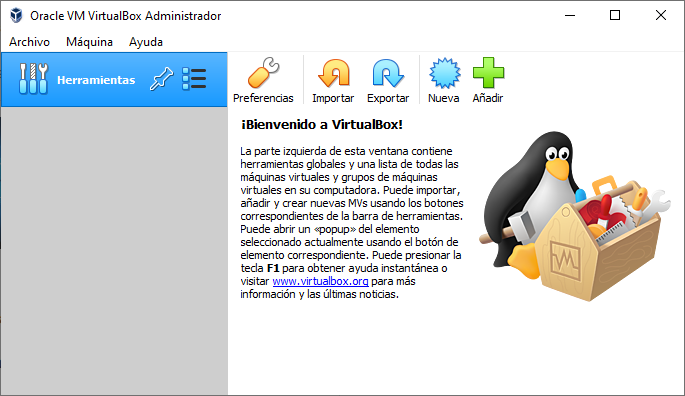 Oracle VM VirtualBox Administrador
Archivo Máquina Ayuda
Herramientas
Preferencias Importar Exportar Nueva Añadir
¡Bienvenido a VirtualBox!
La parte izquierda de esta ventana contiene
herramientas globales y una lista de todas las
máquinas virtuales y grupos de máquinas
virtuales en su computadora. Puede importar,
añadir y crear nuevas MVs usando los botones
correspondientes de la barra de herramientas.
Puede abrir un «popup» del elemento
seleccionado actualmente usando el botón de
elemento correspondiente. Puede presionar la
tecla F1 para obtener ayuda instantánea o
visitar www.virtualbox.org para más
información y las últimas noticias.